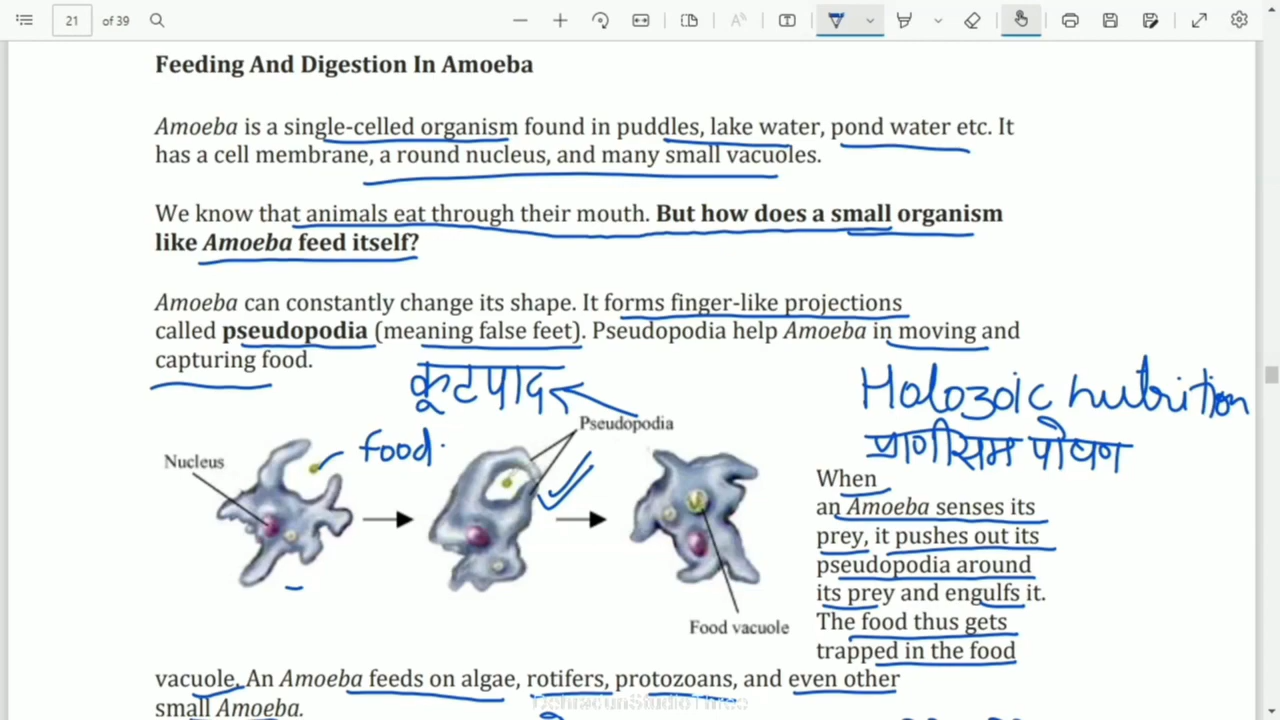 21 of 39
Feeding And Digestion In Amoeba
Amoeba is a single-celled organism found in puddles, lake water, pond water etc. It
has a cell membrane, a round nucleus, and many small vacuoles.
We know that animals eat through their mouth. But how does a small organism
like Amoeba feed itself?
Amoeba can constantly change its shape. It forms finger-like projections
called pseudopodia (meaning false feet). Pseudopodia help Amoeba in moving and
capturing food.
कूटपाद
Holozoic nutrition
प्राणीसम पोषण
Pseudopodia
food.
Nucleus
Food vacuole
When
an Amoeba senses its
prey, it pushes out its
pseudopodia around
its prey and engulfs it.
The food thus gets
trapped in the food
vacuole. An Amoeba feeds on algae, rotifers, protozoans, and even other
small Amoeba.
DehradunStudioThree